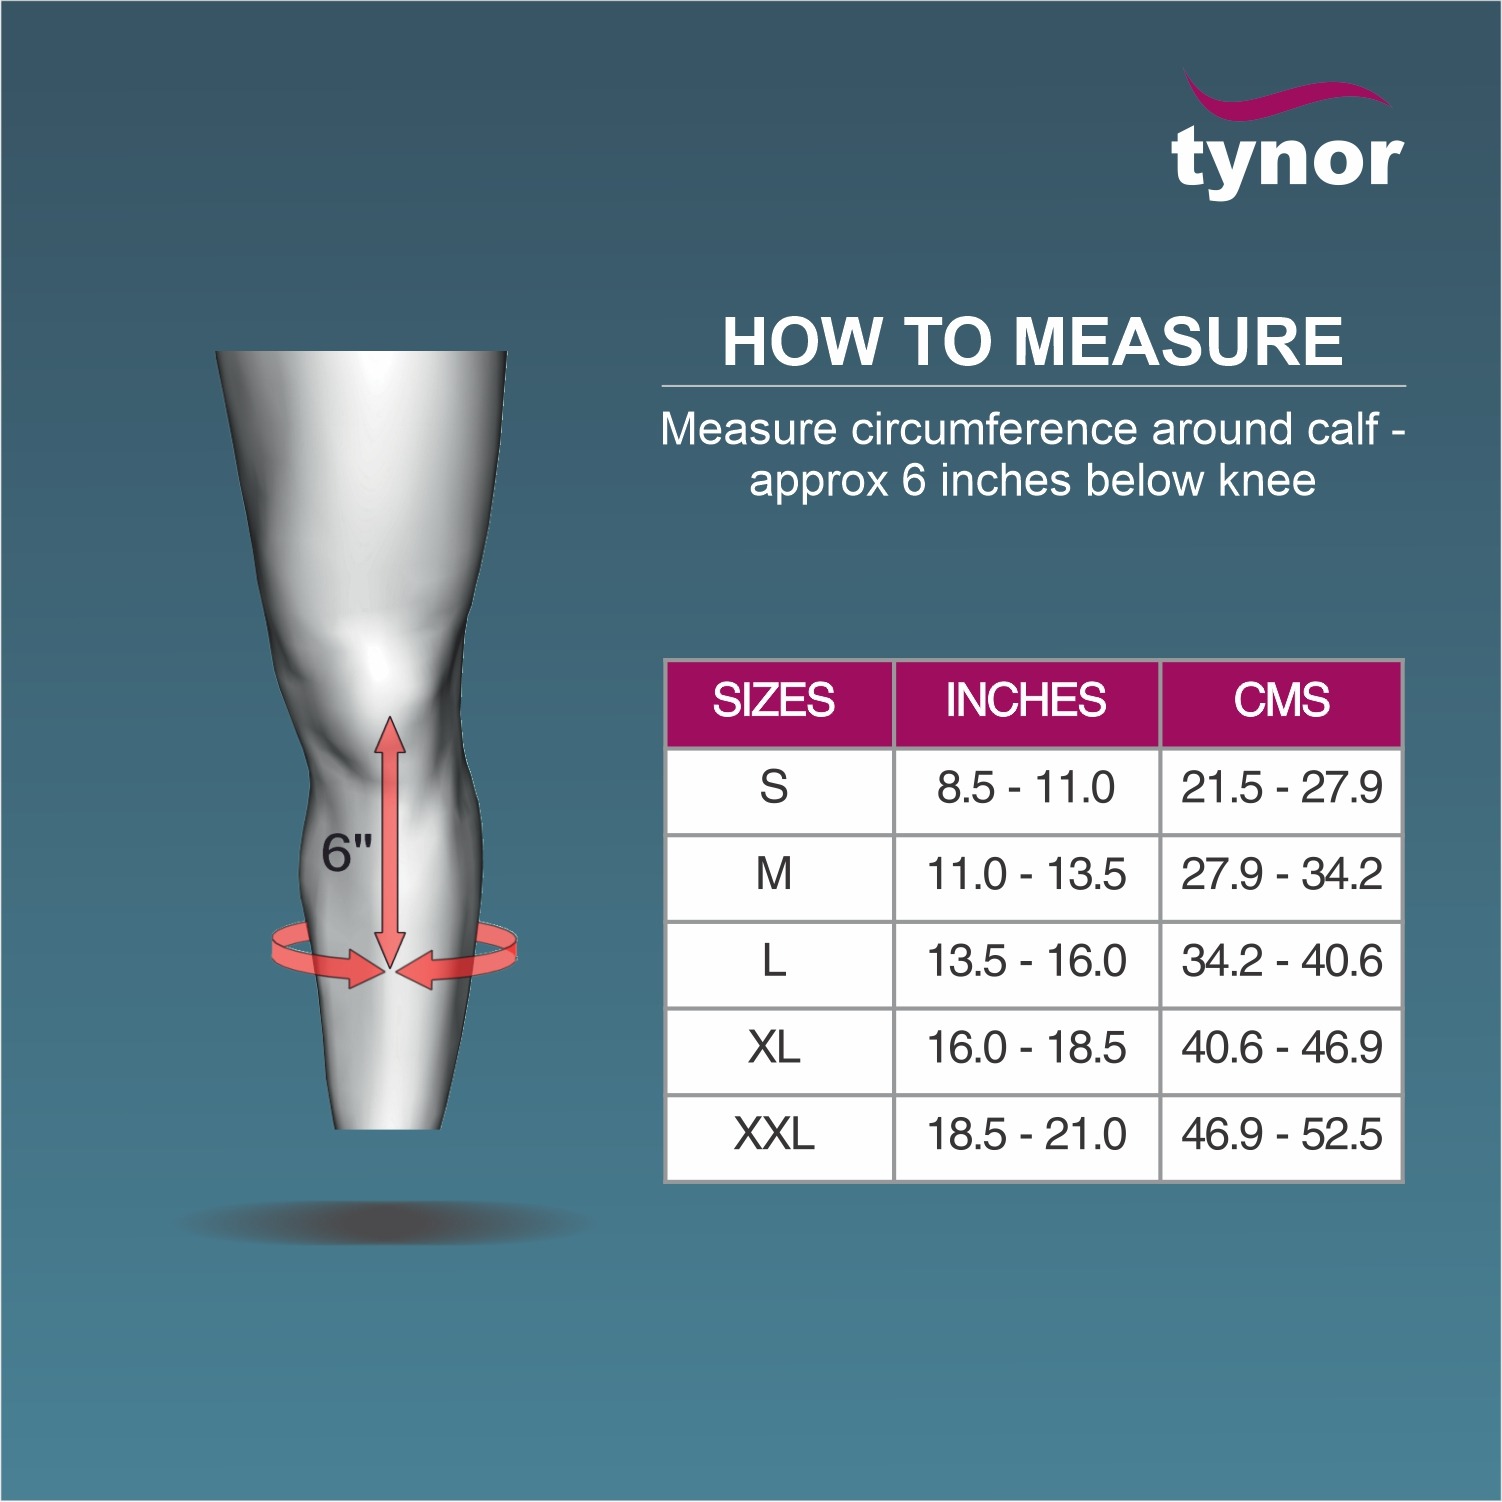 tynor
HOW TO MEASURE
Measure circumference around calf -
approx 6 inches below knee
6"
SIZES INCHES CMS
S 8.5 - 11.0 21.5 - 27.9
M 11.0 - 13.5 27.9 - 34.2
L 13.5 - 16.0 34.2 - 40.6
XL 16.0 - 18.5 40.6 - 46.9
XXL 18.5 - 21.0 46.9 - 52.5